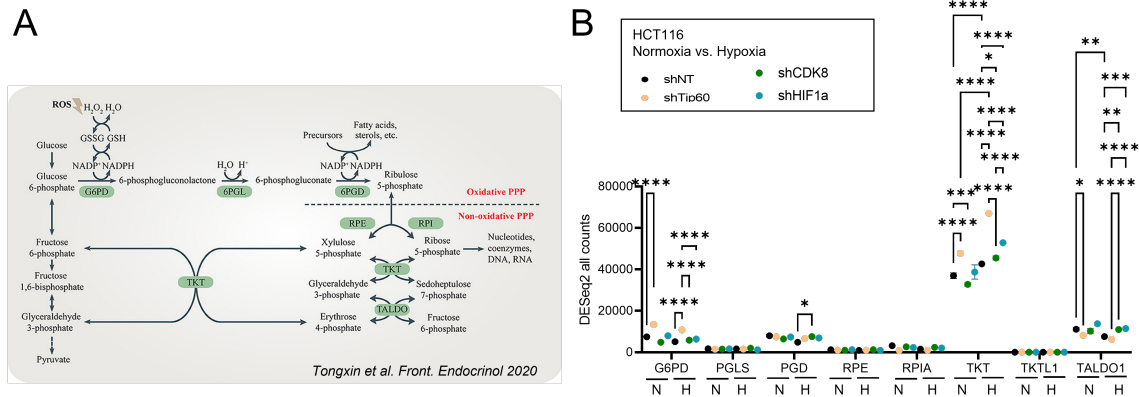 A
ROS
H2O2 H2O
GSSG GSH
NADP+ NADPH
Glucose
Glucose
6-phosphate
G6PD
6-phosphogluconolactone
H2O H+
6PGL
6-phosphogluconate
Precursors
Fatty acids,
sterols, etc.
NADP+ NADPH
6PGD
Ribulose
5-phosphate
Oxidative PPP
Non-oxidative PPP
RPE
RPI
Fructose
6-phosphate
Xylulose
5-phosphate
Ribose
5-phosphate
Nucleotides,
coenzymes,
DNA, RNA
TKT
TKT
Fructose
1,6-bisphosphate
Glyceraldehyde
3-phosphate
Sedoheptulose
7-phosphate
TALDO
Glyceraldehyde
3-phosphate
Erythrose
4-phosphate
Fructose
6-phosphate
Pyruvate
Tongxin et al. Front. Endocrinol 2020
B
HCT116
Normoxia vs. Hypoxia
shNT
shCDK8
shTip60
shHIF1a
DESeq2 all counts
80000
60000
40000
20000
0
****
****
****
****
*
****
***
****
****
*
****
****
****
****
****
**
***
**
****
*
****
G6PD PGLS PGD RPE RPIA TKT TKTL1 TALDO1
N H N H N H N H N H N H N H N H